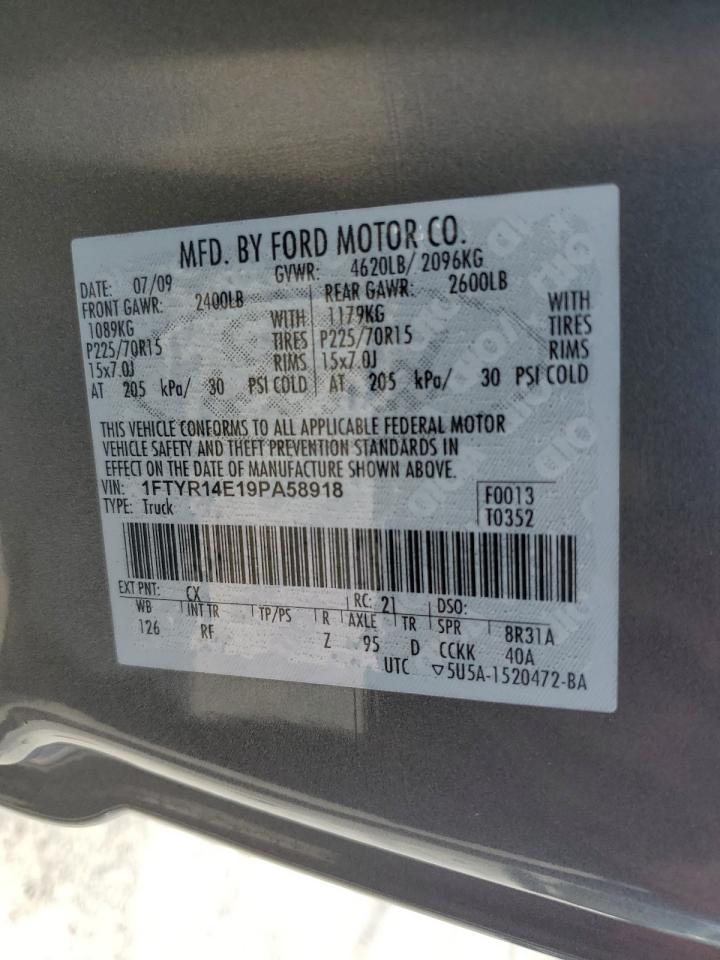 MFD. BY FORD MOTOR CO.
DATE: 07/09 GVWR: 4620LB/ 2096KG
FRONT GAWR: 2400LB REAR GAWR: 2600LB
1089KG WITH 1179KG WITH
P225/70R15 TIRES P225/70R15 TIRES
15x7.0J RIMS 15x7.0J RIMS
AT 205 kPa/ 30 PSI COLD AT 205 kPa/ 30 PSI COLD
THIS VEHICLE CONFORMS TO ALL APPLICABLE FEDERAL MOTOR
VEHICLE SAFETY AND THEFT PREVENTION STANDARDS IN
EFFECT ON THE DATE OF MANUFACTURE SHOWN ABOVE.
VIN: 1FTYR14E19PA58918 F0013
TYPE: Truck T0352
EXT PNT: CX RC: 21 DSO:
WB INT TR TP/PS R AXLE TR SPR 8R31A
126 RF Z 95 D CCKK 40A
UTC ▽5U5A-1520472-BA